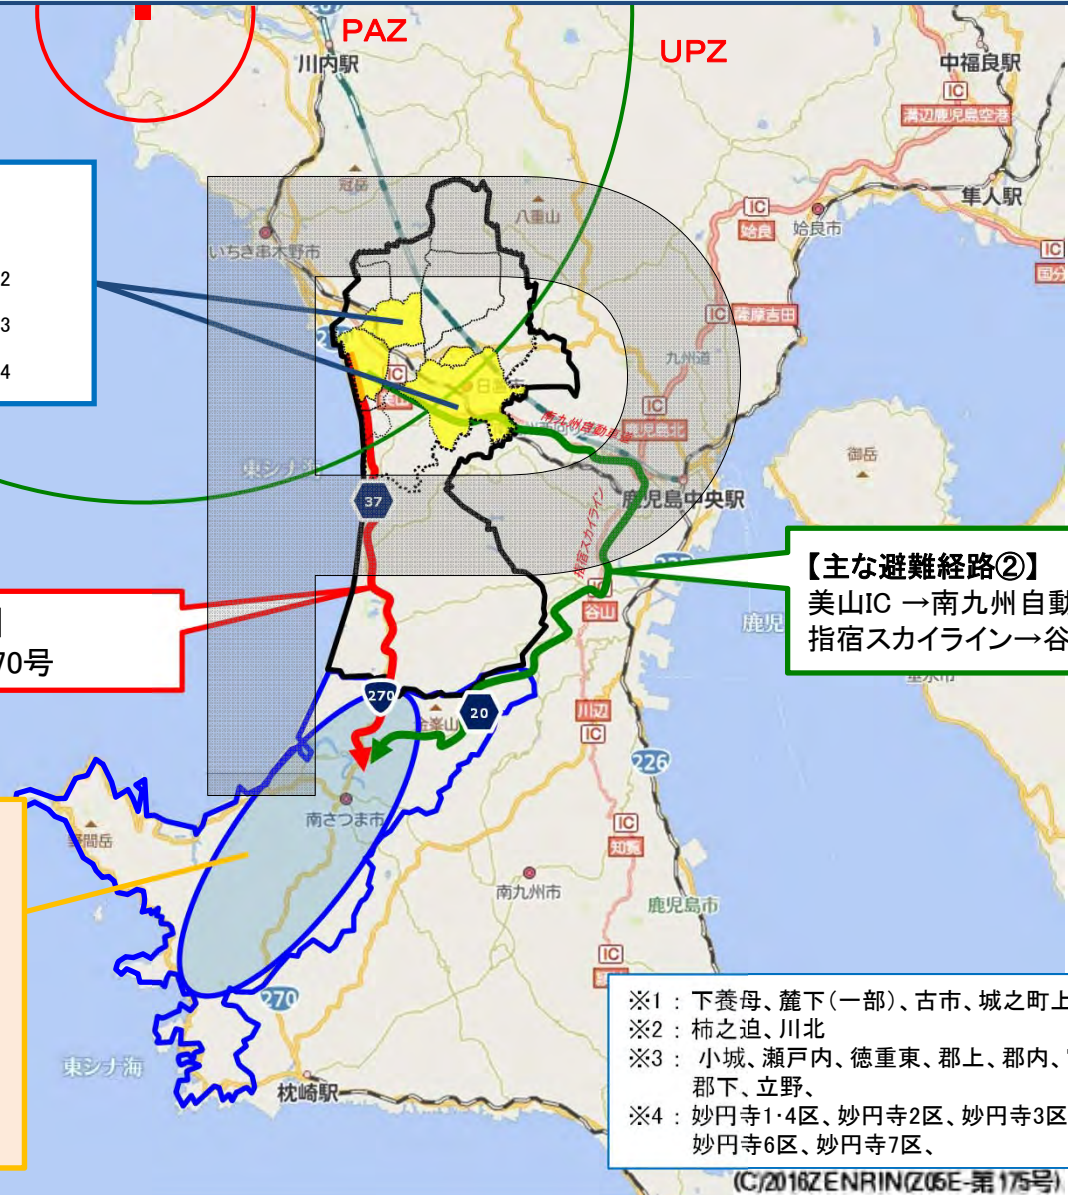 PAZ
UPZ
川内駅
中福良駅
IC
溝辺鹿児島空港
冠岳
八重山
隼人駅
IC
姶良
姶良市
いちき串木野市
IC
国分
2
3
4
IC
薩摩吉田
九州道
IC
美山
日置市
IC
鹿児島北
南九州自動車道
御岳
東シナ海
37
鹿児島中央駅
指宿スカイライン
【主な避難経路②】
美山IC →南九州自動
指宿スカイライン→谷
谷山
70号
270
20
金峯山
川辺
IC
226
南さつま市
野間岳
IC
知覧
南九州市
鹿児島市
IC
270
東シナ海
枕崎駅
※1：下養母、麓下(一部)、古市、城之町上
※2：柿之迫、川北
※3： 小城、瀬戸内、徳重東、郡上、郡内、
郡下、立野、
※4：妙円寺1・4区、妙円寺2区、妙円寺3区
妙円寺6区、妙円寺7区、
(C)2016ZENRIN(Z05E-第175号)